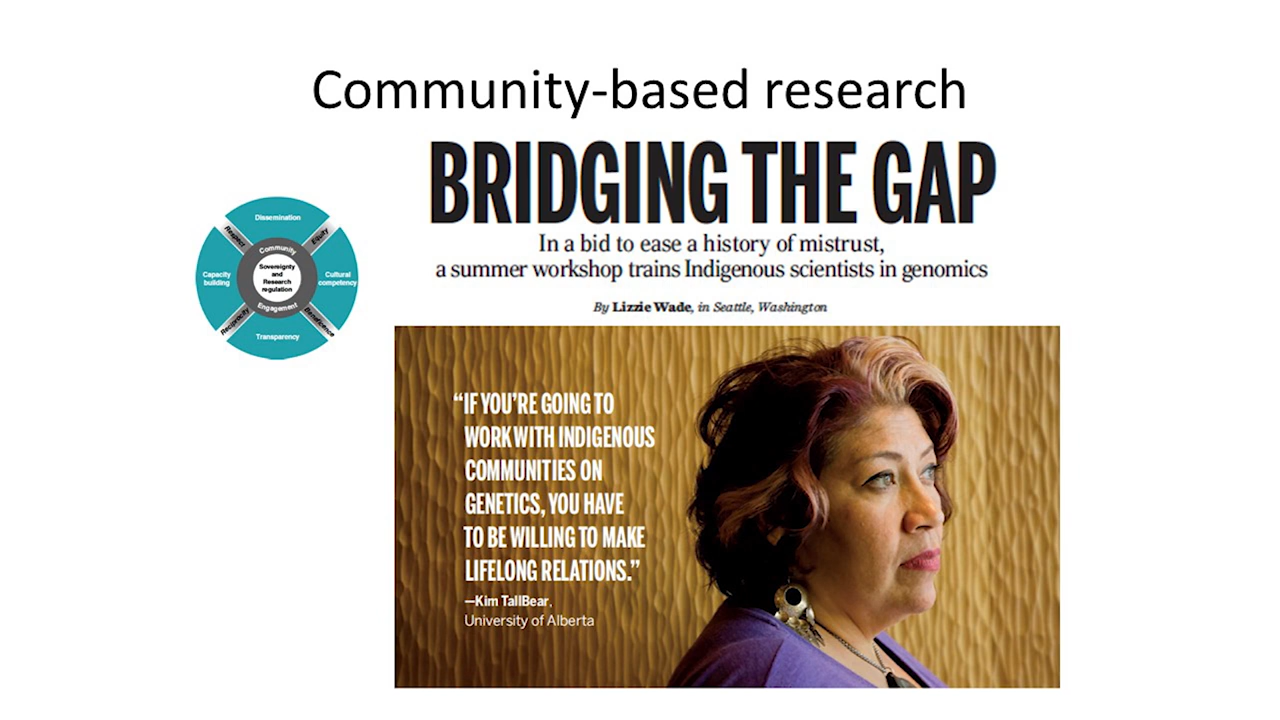 Community-based research
BRIDGING THE GAP
In a bid to ease a history of mistrust,
a summer workshop trains Indigenous scientists in genomics
By Lizzie Wade, in Seattle, Washington
Dissemination
Respect
Equity
Community
Capacity
building
Sovereignty
and
Research
regulation
Cultural
competency
Engagement
Reciprocity
Beneficence
Transparency
“IF YOU’RE GOING TO
WORK WITH INDIGENOUS
COMMUNITIES ON
GENETICS, YOU HAVE
TO BE WILLING TO MAKE
LIFELONG RELATIONS.”
—Kim TallBear,
University of Alberta